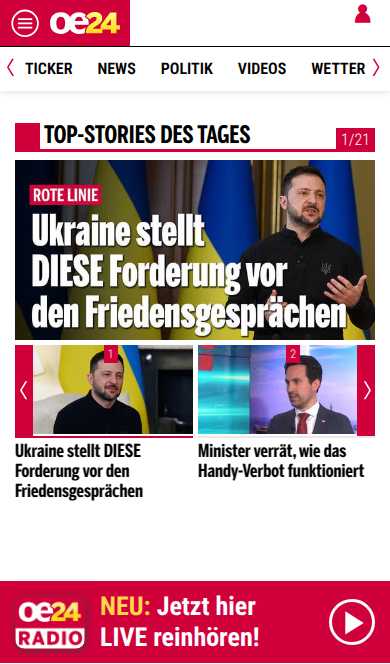 oe24
TICKER NEWS POLITIK VIDEOS WETTER
TOP-STORIES DES TAGES
1/21
ROTE LINIE
Ukraine stellt
DIESE Forderung vor
den Friedensgesprächen
1
2
Ukraine stellt DIESE
Forderung vor den
Friedensgesprächen
Minister verrät, wie das
Handy-Verbot funktioniert
oe24
RADIO
NEU: Jetzt hier
LIVE reinhören!